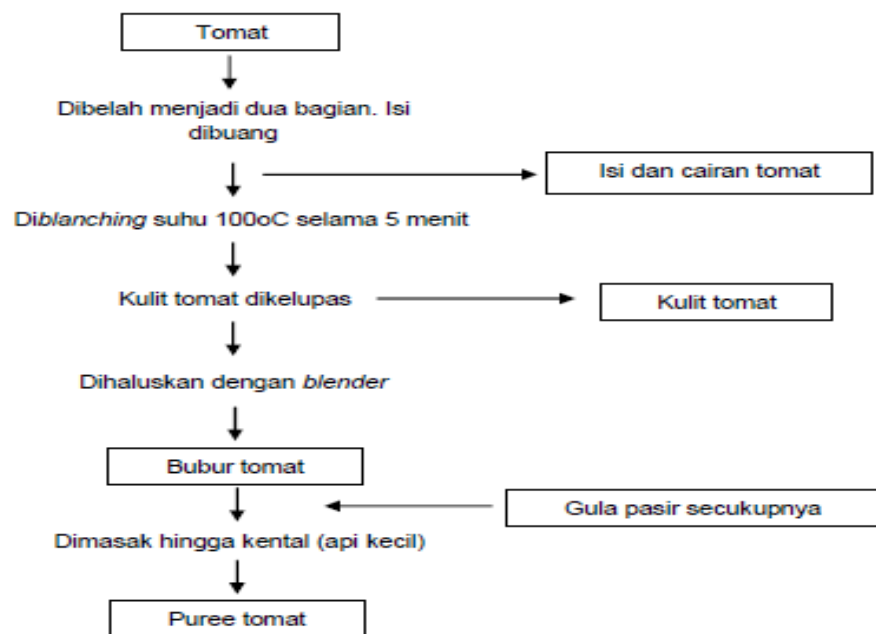 Tomat
Dibelah menjadi dua bagian. Isi
dibuang
Isi dan cairan tomat
Diblanching suhu 100oC selama 5 menit
Kulit tomat dikelupas
Kulit tomat
Dihaluskan dengan blender
Bubur tomat
Gula pasir secukupnya
Dimasak hingga kental (api kecil)
Puree tomat